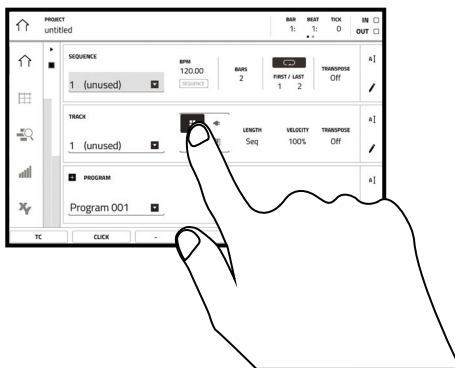 PROJECT
untitled
BAR BEAT TICK
1: 1: 0
IN
OUT
SEQUENCE
1 (unused)
BPM
120.00
SEQUENCE
BARS
2
FIRST / LAST
1 2
TRANSPOSE
Off
TRACK
1 (unused)
LENGTH
Seq
VELOCITY
100%
TRANSPOSE
Off
PROGRAM
Program 001
XY
TC
CLICK
-